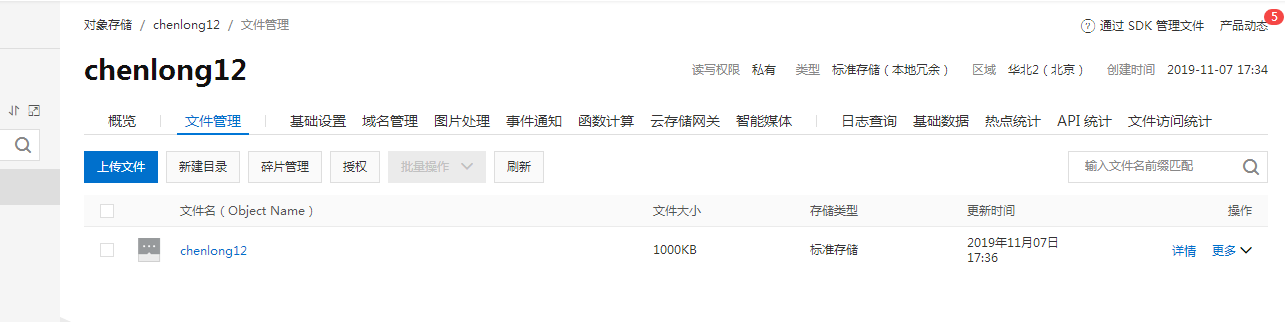 对象存储 / chenlong12 / 文件管理 通过 SDK 管理文件 产品动态 5
chenlong12 读写权限 私有 类型 标准存储（本地冗余） 区域 华北2（北京） 创建时间 2019-11-07 17:34
概览 文件管理 基础设置 域名管理 图片处理 事件通知 函数计算 云存储网关 智能媒体 日志查询 基础数据 热点统计 API 统计 文件访问统计
上传文件 新建目录 碎片管理 授权 批量操作 刷新 输入文件名前缀匹配
文件名（Object Name） 文件大小 存储类型 更新时间 操作
chenlong12 1000KB 标准存储 2019年11月07日 详情 更多
17:36